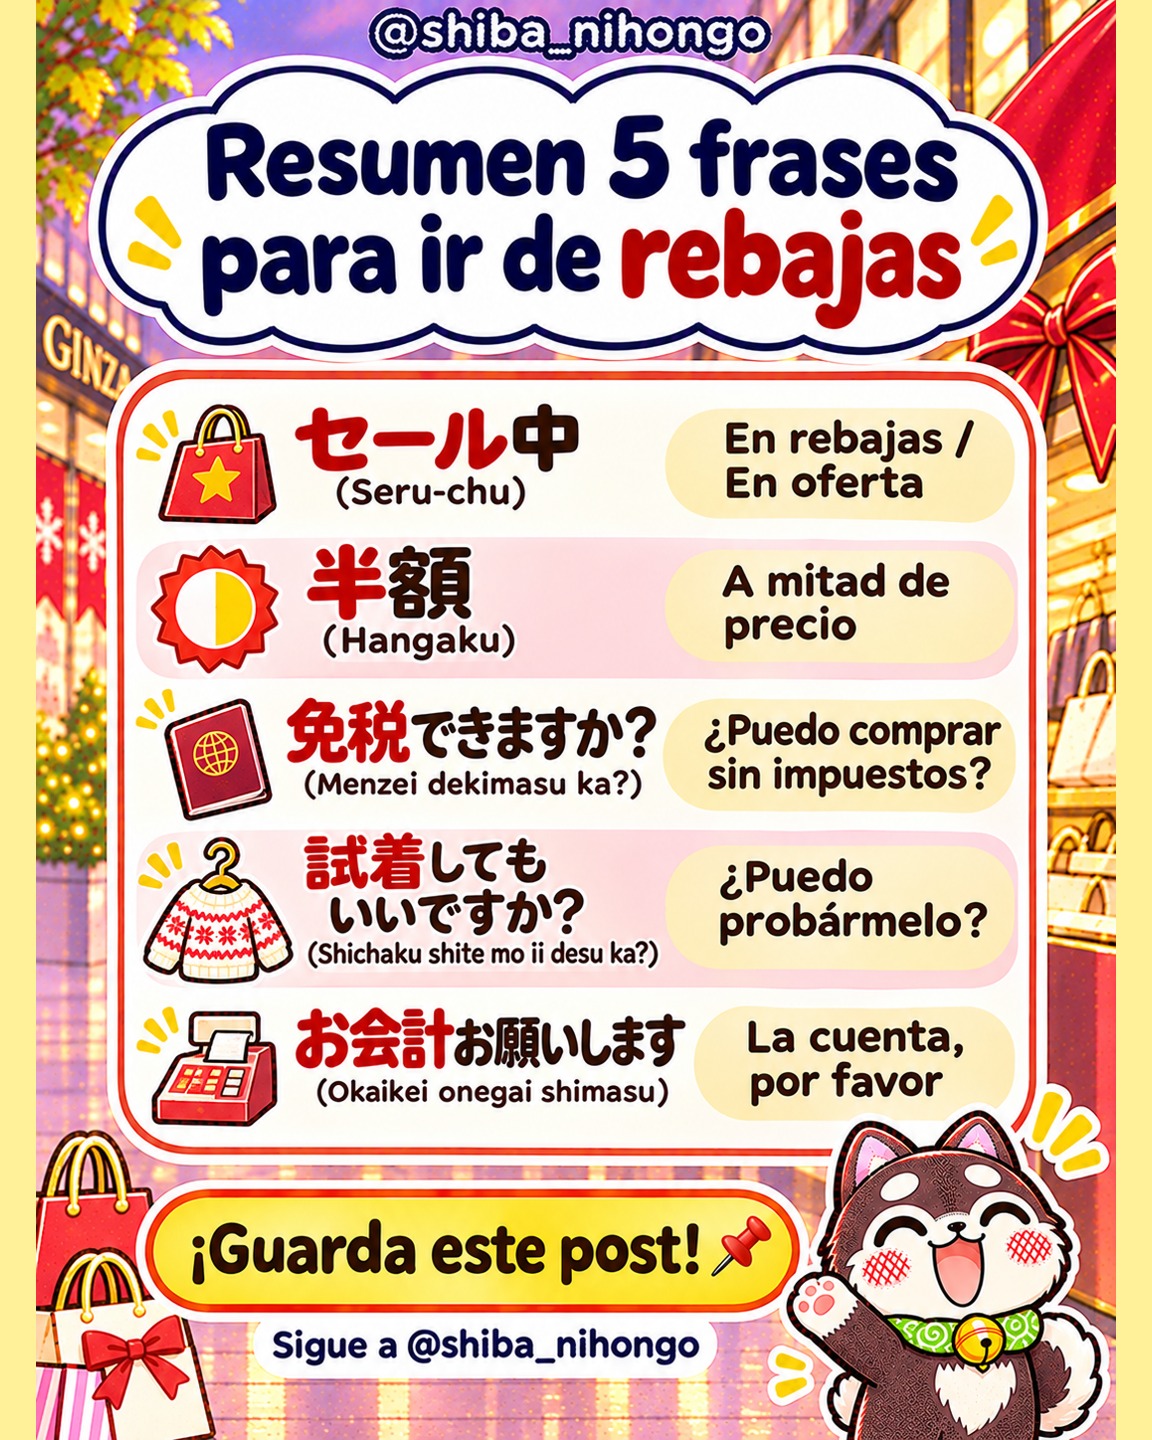 @shiba_nihongo
Resumen 5 frases
para ir de rebajas
GINZA
セール中
(Seru-chu)
En rebajas /
En oferta
半額
(Hangaku)
A mitad de
precio
免税できますか?
(Menzei dekimasu ka?)
¿Puedo comprar
sin impuestos?
試着しても
いいですか?
(Shichaku shite mo ii desu ka?)
¿Puedo
probármelo?
お会計お願いします
(Okaikei onegai shimasu)
La cuenta,
por favor
¡Guarda este post!
Sigue a @shiba_nihongo